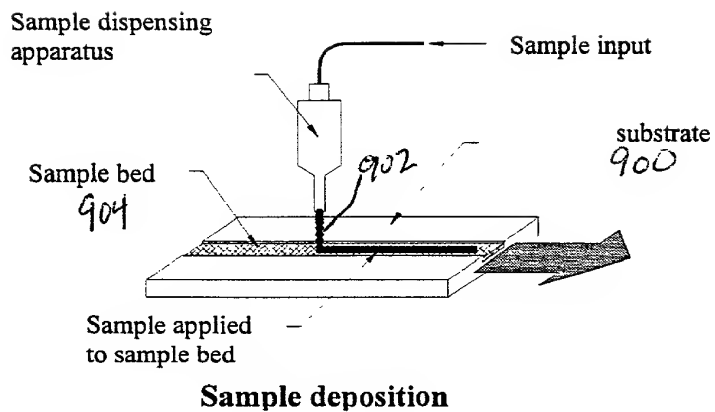 Sample dispensing
apparatus
Sample input
substrate
900
902
Sample bed
904
Sample applied
to sample bed
Sample deposition